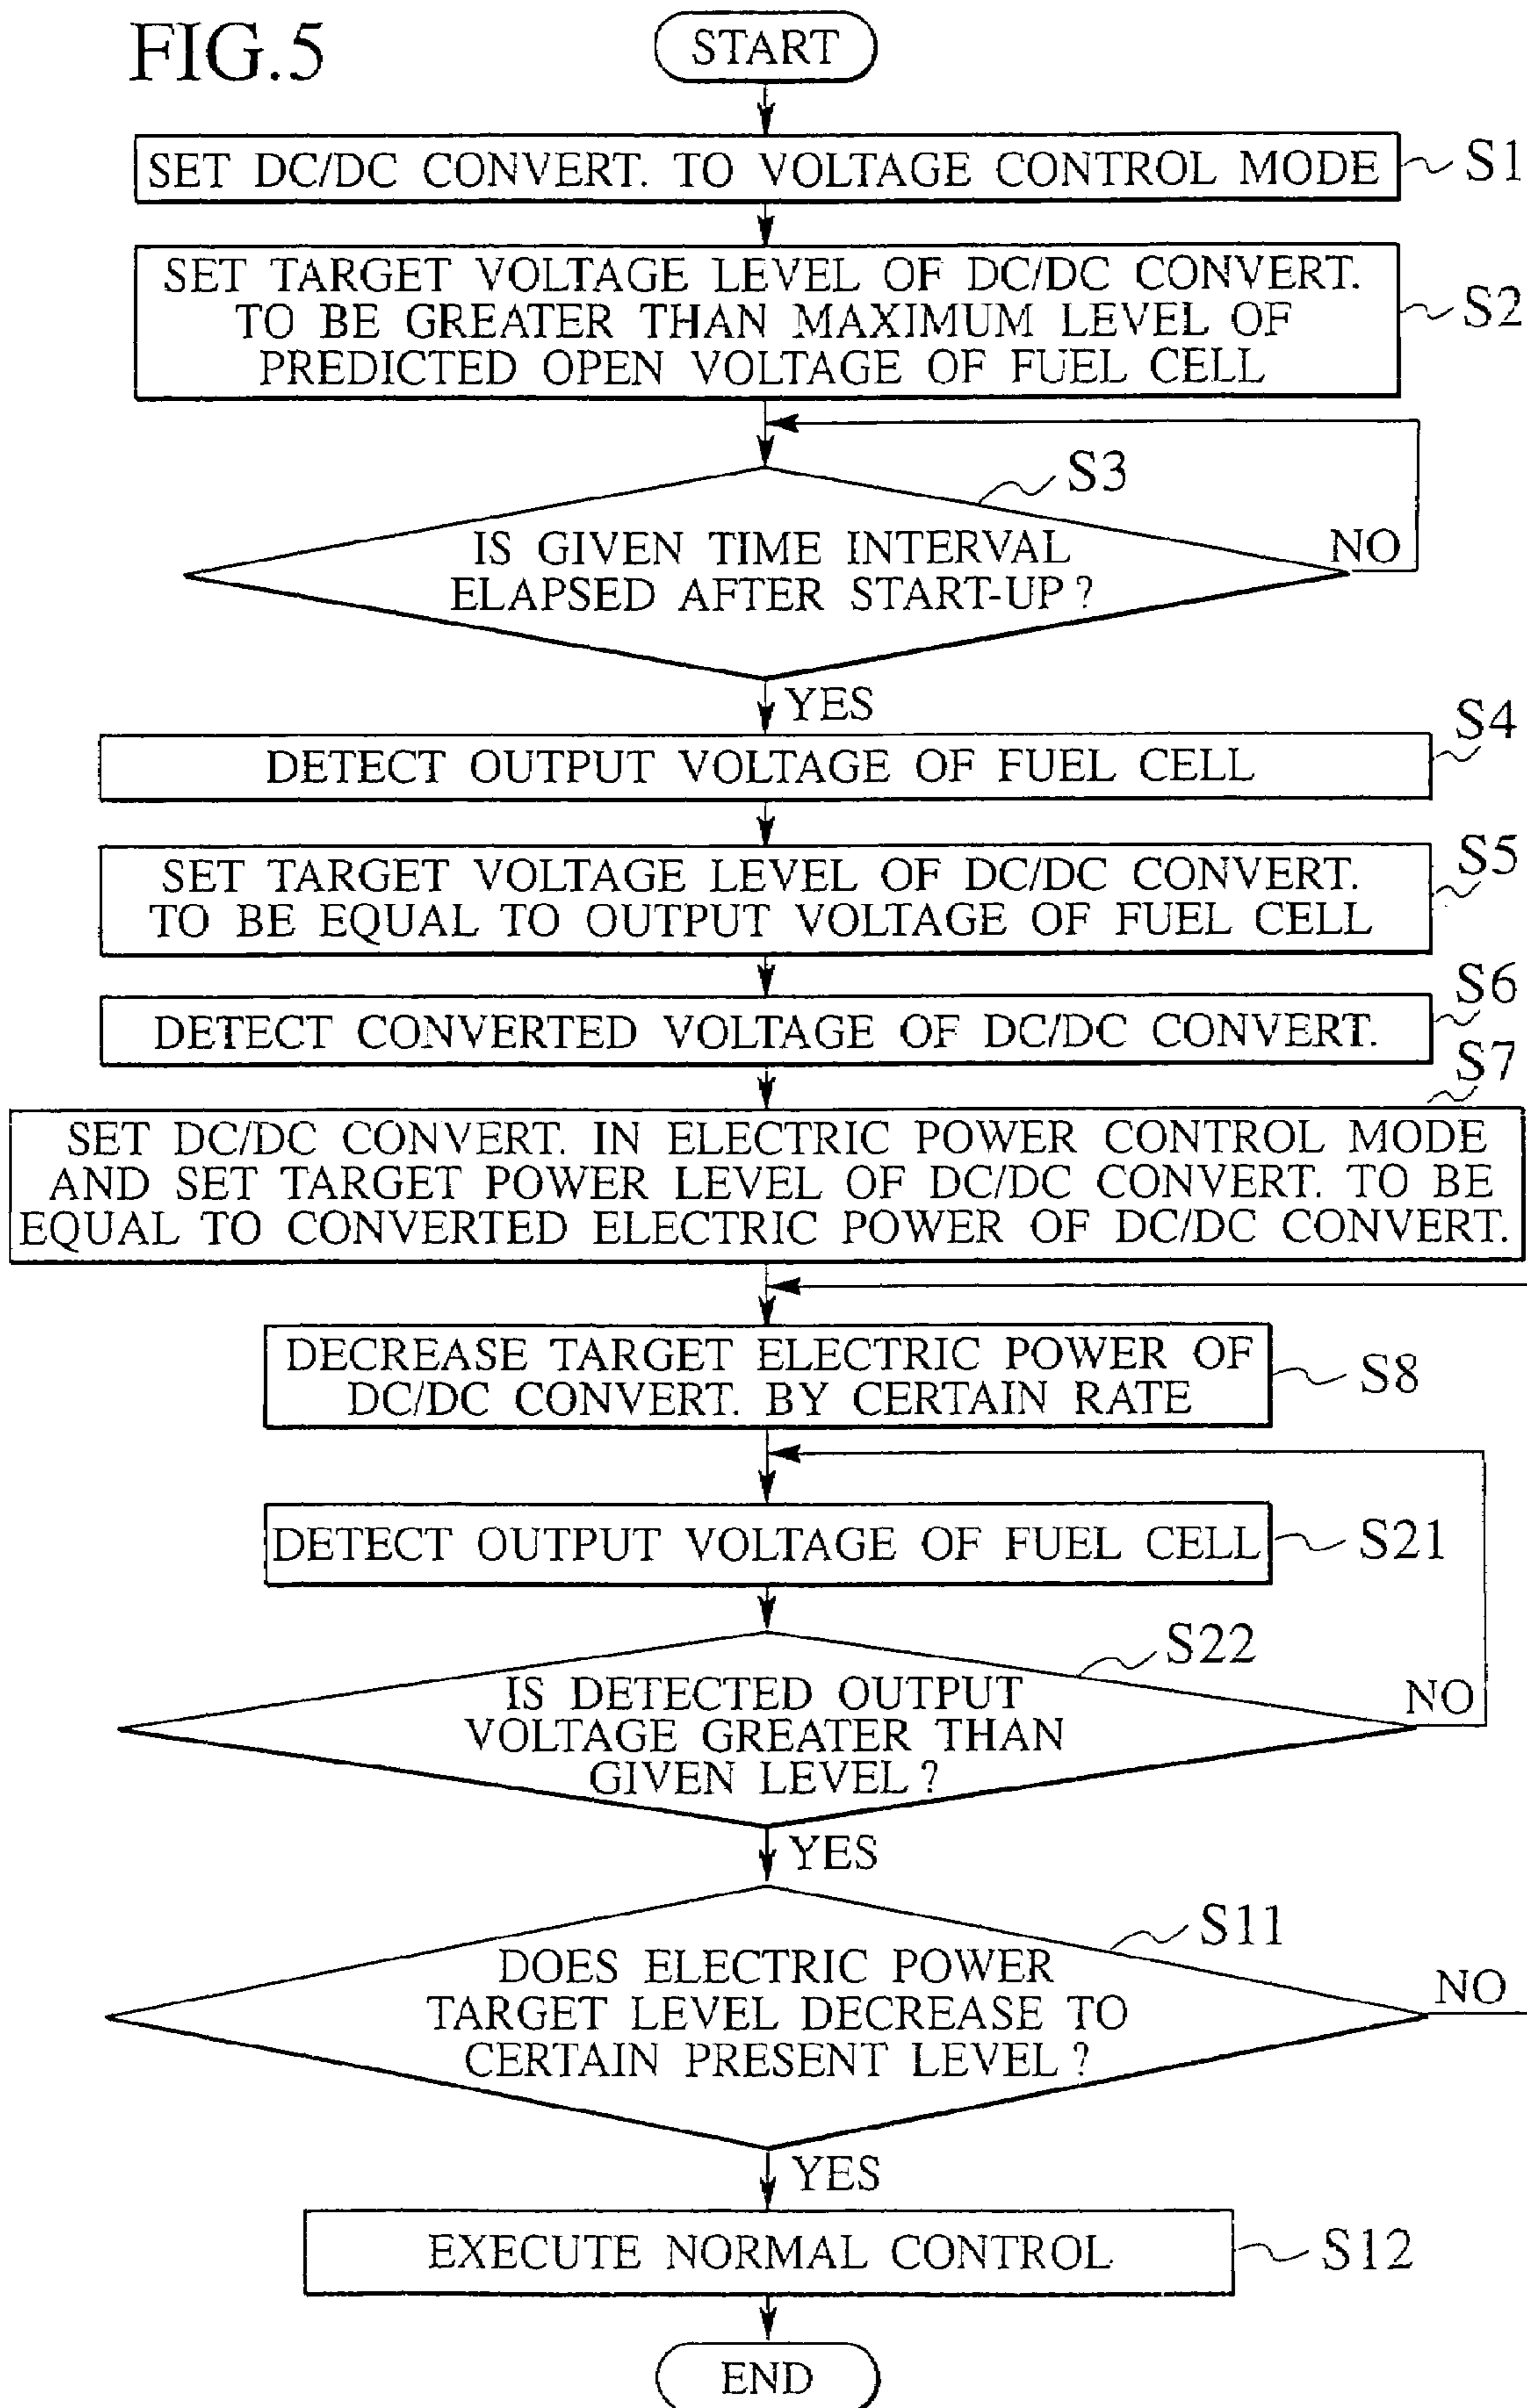 FIG.5
START
SET DC/DC CONVERT. TO VOLTAGE CONTROL MODE
S1
SET TARGET VOLTAGE LEVEL OF DC/DC CONVERT.
TO BE GREATER THAN MAXIMUM LEVEL OF
PREDICTED OPEN VOLTAGE OF FUEL CELL
S2
S3
IS GIVEN TIME INTERVAL
ELAPSED AFTER START-UP?
NO
YES
S4
DETECT OUTPUT VOLTAGE OF FUEL CELL
S5
SET TARGET VOLTAGE LEVEL OF DC/DC CONVERT.
TO BE EQUAL TO OUTPUT VOLTAGE OF FUEL CELL
S6
DETECT CONVERTED VOLTAGE OF DC/DC CONVERT.
S7
SET DC/DC CONVERT. IN ELECTRIC POWER CONTROL MODE
AND SET TARGET POWER LEVEL OF DC/DC CONVERT. TO BE
EQUAL TO CONVERTED ELECTRIC POWER OF DC/DC CONVERT.
DECREASE TARGET ELECTRIC POWER OF
DC/DC CONVERT. BY CERTAIN RATE
S8
DETECT OUTPUT VOLTAGE OF FUEL CELL
S21
S22
IS DETECTED OUTPUT
VOLTAGE GREATER THAN
GIVEN LEVEL?
NO
YES
S11
DOES ELECTRIC POWER
TARGET LEVEL DECREASE TO
CERTAIN PRESENT LEVEL?
NO
YES
EXECUTE NORMAL CONTROL
S12
END